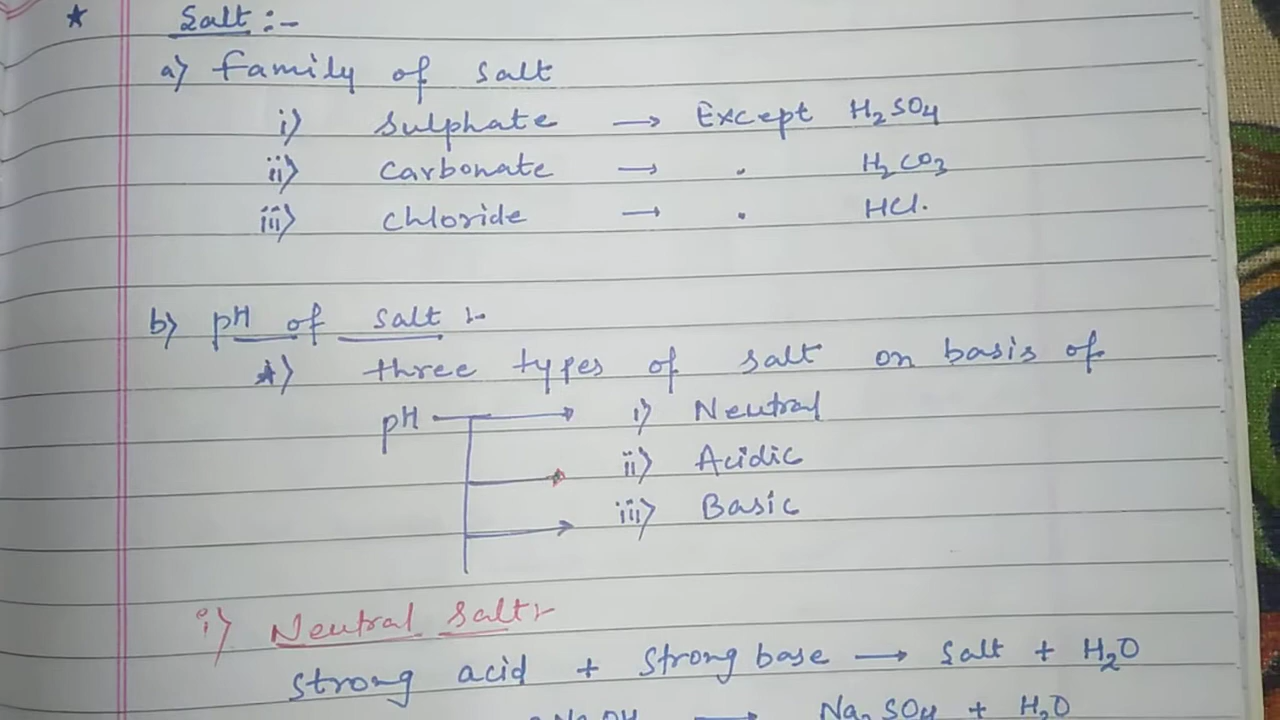 ★ Salt :-
a) family of salt
i) Sulphate → Except H₂SO₄
ii) Carbonate → . H₂CO₃
iii) Chloride → . HCl.
b) pH of salt :-
three types of salt on basis of
pH → i) Neutral
ii) Acidic
iii) Basic
i) Neutral Salt:-
Strong acid + Strong base → Salt + H₂O
NaOH → Na₂SO₄ + H₂O